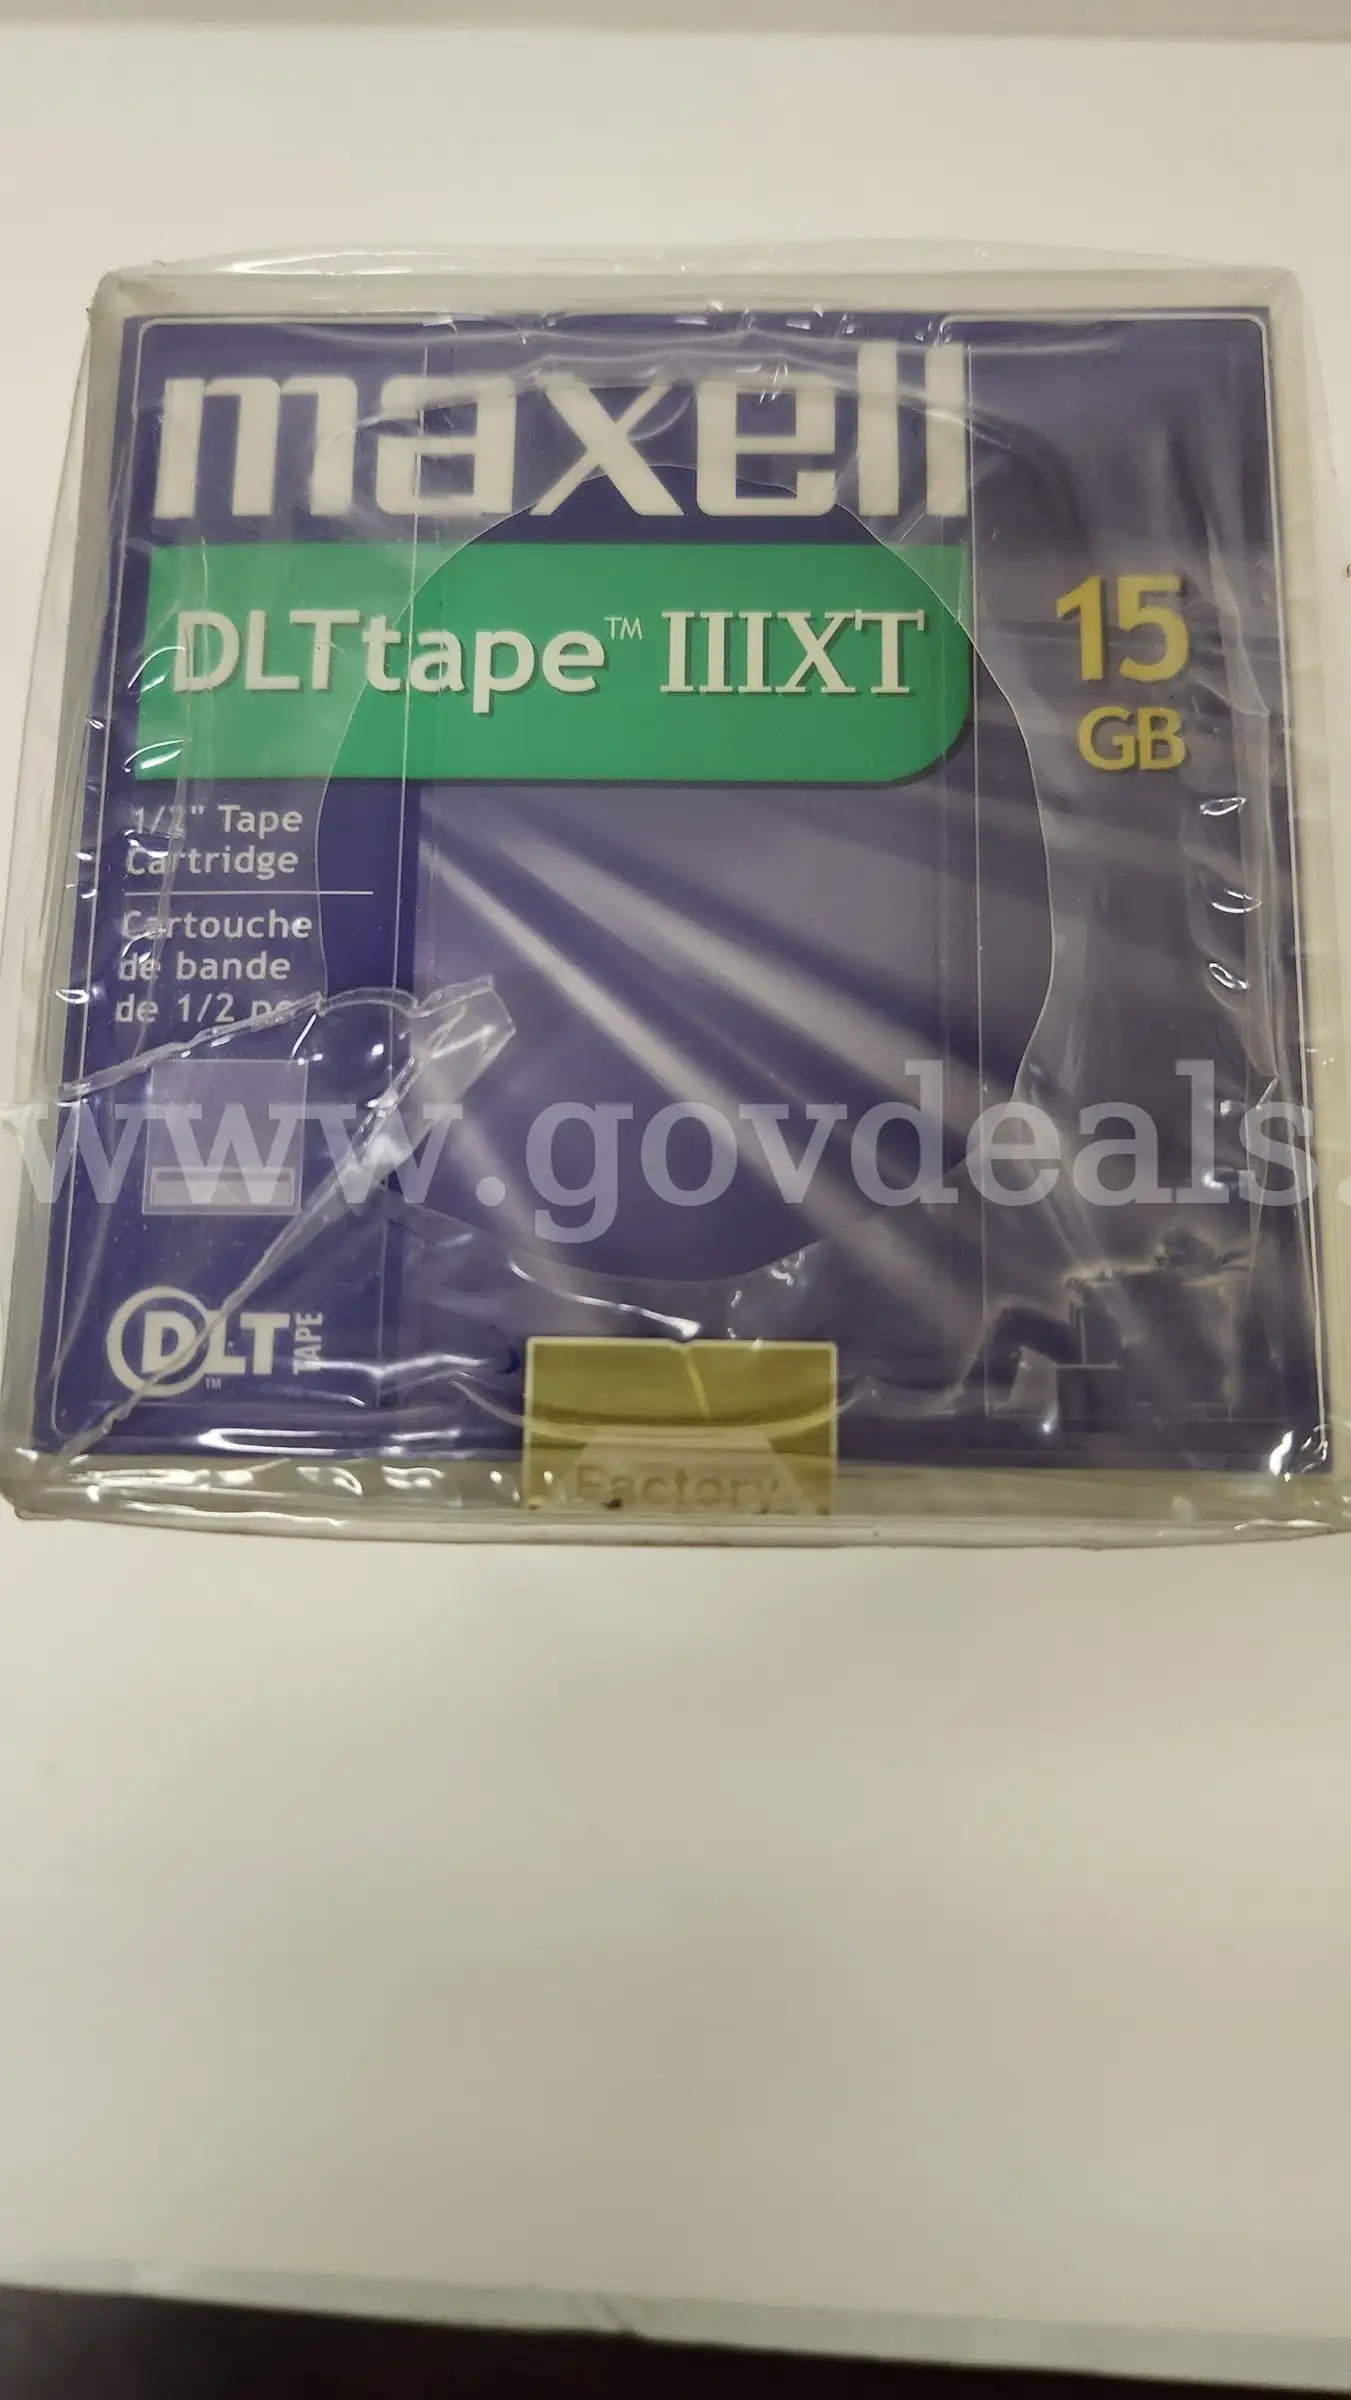 maxell
DLTtape™ IIIXT
15
GB
1/2" Tape
Cartridge
Cartouche
de bande
de 1/2
www.govdeals.
DLT™ TAPE
Factory